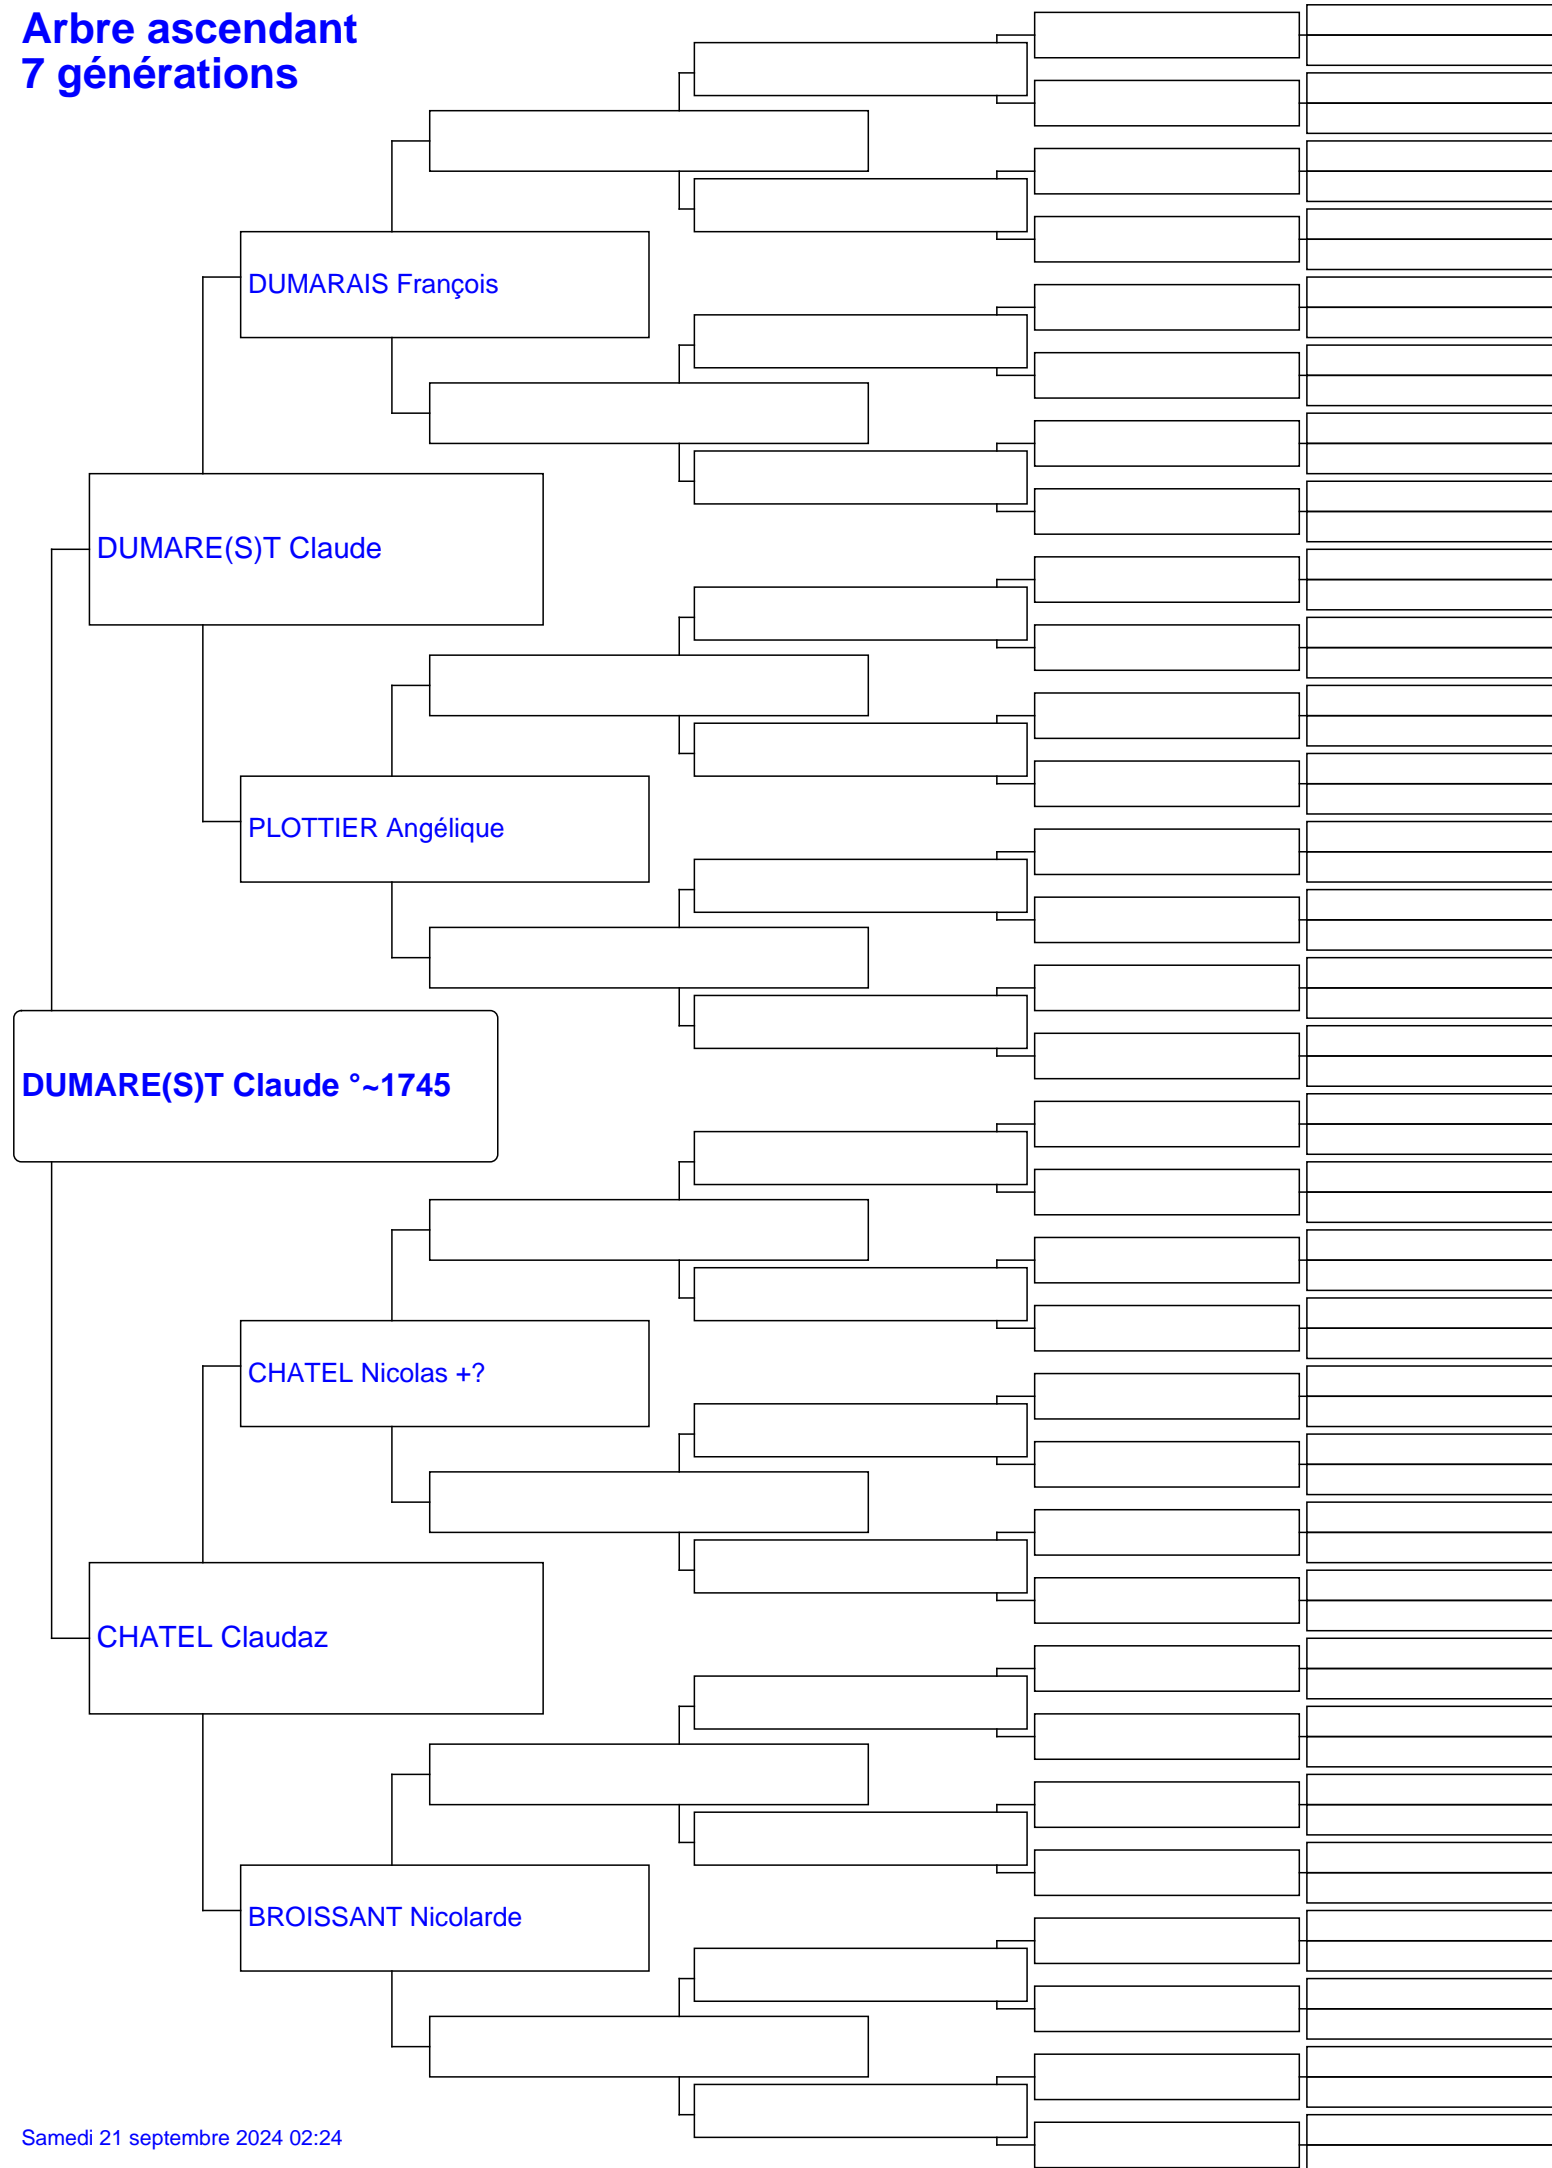 Arbre ascendant
7 générations
DUMARAIS François
DUMARE(S)T Claude
PLOTTIER Angélique
DUMARE(S)T Claude °~1745
CHATEL Nicolas +?
CHATEL Claudaz
BROISSANT Nicolarde
Samedi 21 septembre 2024 02:24